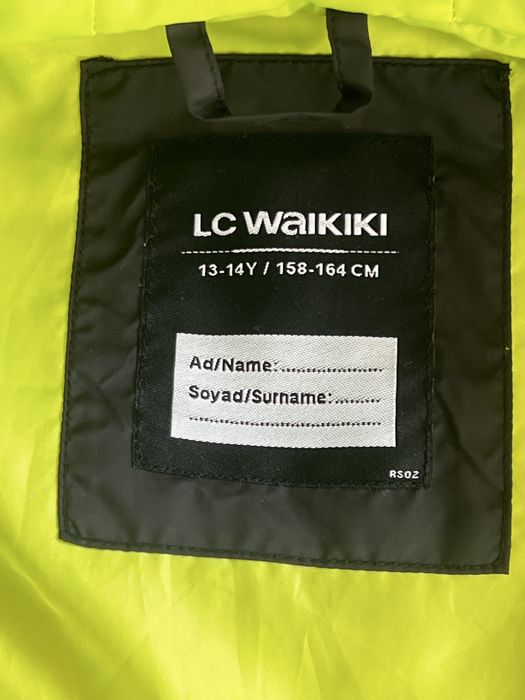 LC WAIKIKI
13-14Y / 158-164 CM
Ad/Name:....................
Soyad/Surname:.........
......................................
RS02